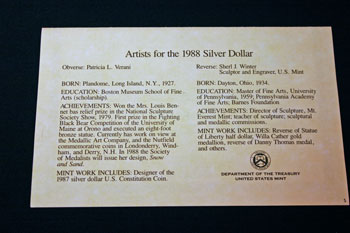 Artists for the 1988 Silver Dollar
Obverse: Patricia L. Verani
BORN: Plandome, Long Island, N.Y., 1927.
EDUCATION: Boston Museum School of Fine
Arts (scholarship).
ACHIEVEMENTS: Won the Mrs. Louis Ben-
net bas relief prize in the National Sculpture
Society Show, 1979. First prize in the Fighting
Black Bear Competition of the University of
Maine at Orono and executed an eight-foot
bronze statue. Currently has work on view at
the Medallic Art Company, and the Nutfield
commemorative coins in Londonderry, Wind-
ham, and Derry, N.H. In 1988 the Society
of Medalists will issue her design, Snow
and Sand.
MINT WORK INCLUDES: Designer of the
1987 silver dollar U.S. Constitution Coin.
Reverse: Sherl J. Winter
Sculptor and Engraver, U.S. Mint
BORN: Dayton, Ohio, 1934.
EDUCATION: Master of Fine Arts, University
of Pennsylvania, 1959; Pennsylvania Academy
of Fine Arts, Barnes Foundation
ACHIEVEMENTS: Director of Sculpture, Mt.
Everest Mint; teacher of sculpture; sculptural
and medallic commissions.
MINT WORK INCLUDES: Reverse of Statue
of Liberty half dollar, Willa Cather gold
medallion, reverse of Danny Thomas medal,
and others.
DEPARTMENT OF THE TREASURY
UNITED STATES MINT